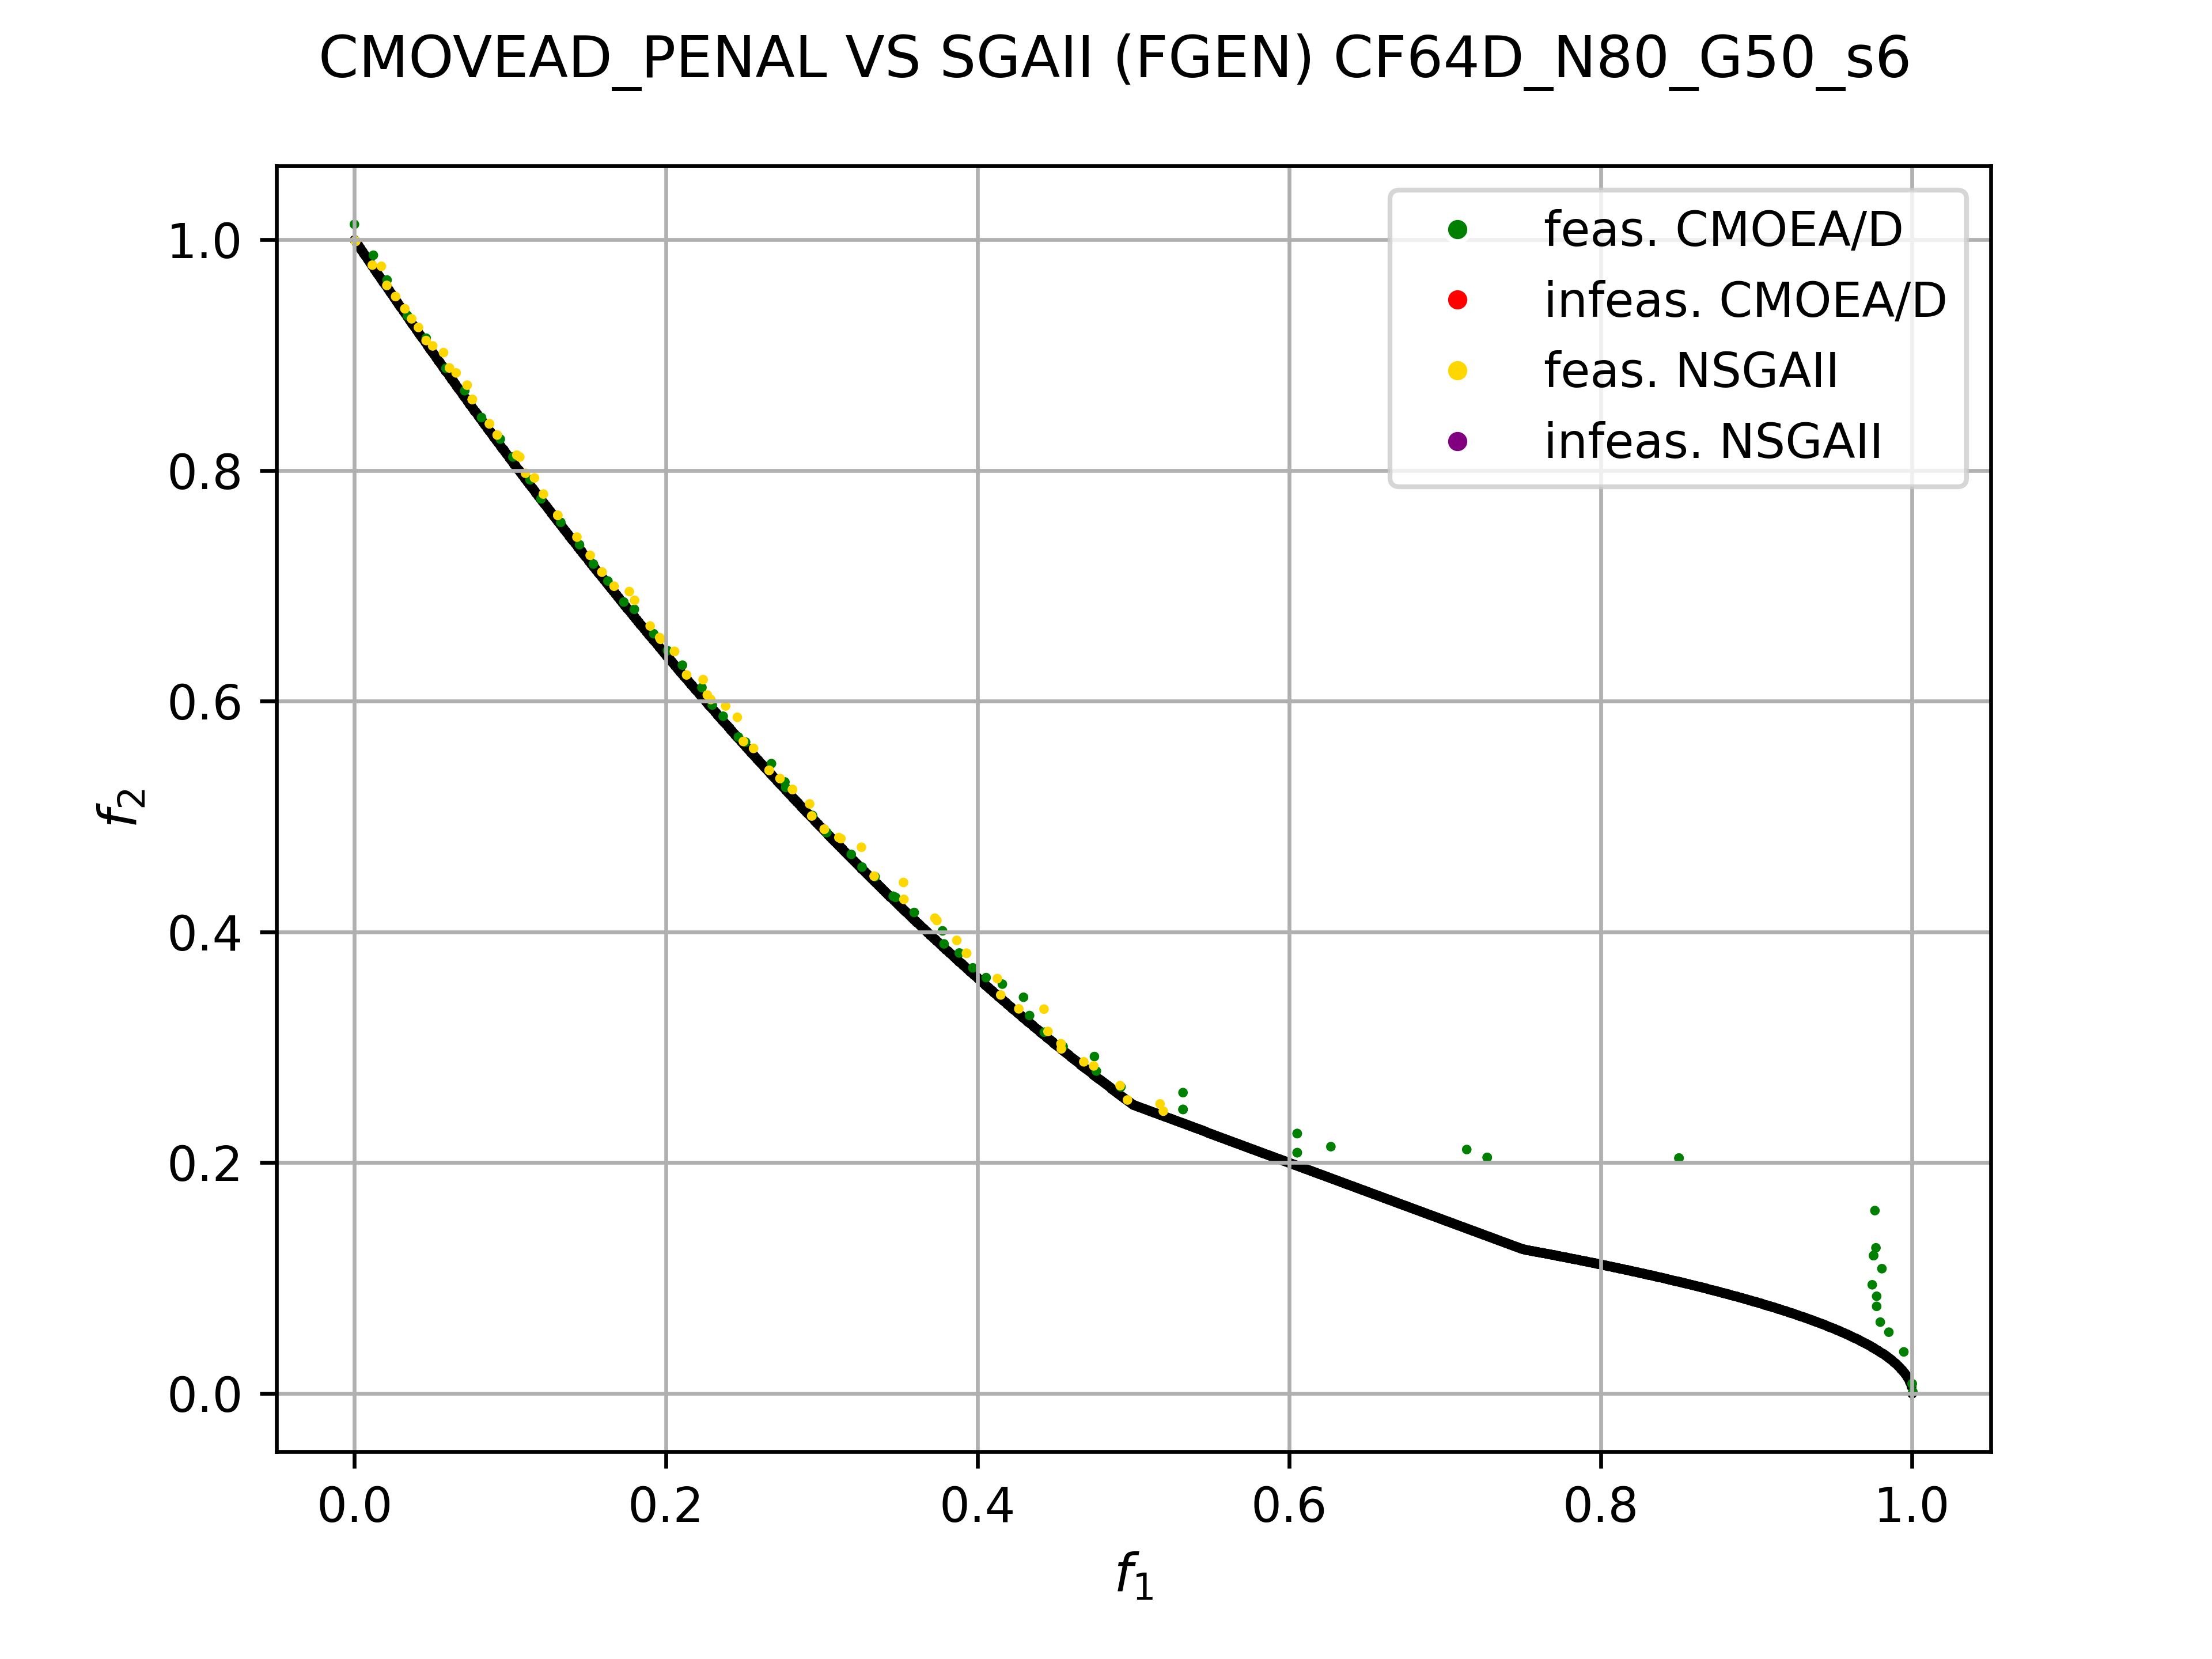 CMOVEAD_PENAL VS SGAII (FGEN) CF64D_N80_G50_s6
feas. CMOEA/D
infeas. CMOEA/D
feas. NSGAII
infeas. NSGAII
1.0
0.8
0.6
0.4
0.2
0.0
f2
0.0 0.2 0.4 0.6 0.8 1.0
f1